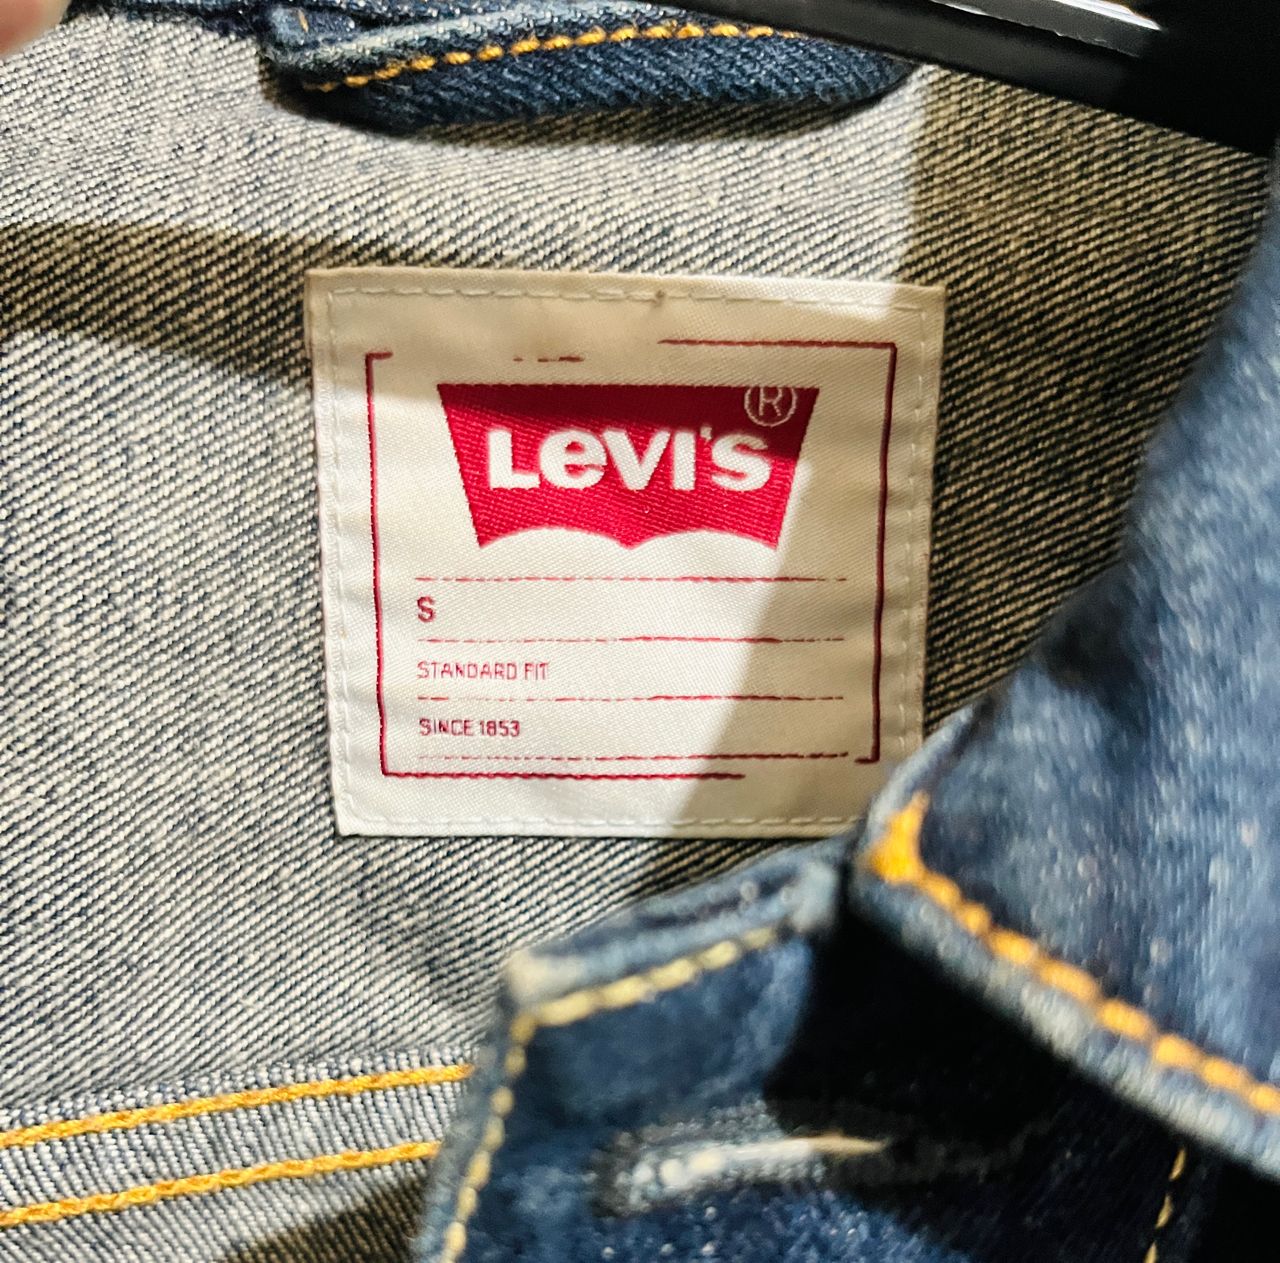 Levi's®
S
STANDARD FIT
SINCE 1853